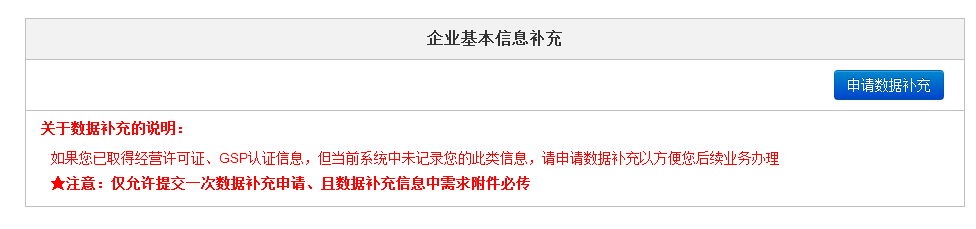 企业基本信息补充
申请数据补充
关于数据补充的说明：
如果您已取得经营许可证、GSP认证信息，但当前系统中未记录您的此类信息，请申请数据补充以方便您后续业务办理
★注意：仅允许提交一次数据补充申请、且数据补充信息中需求附件必传